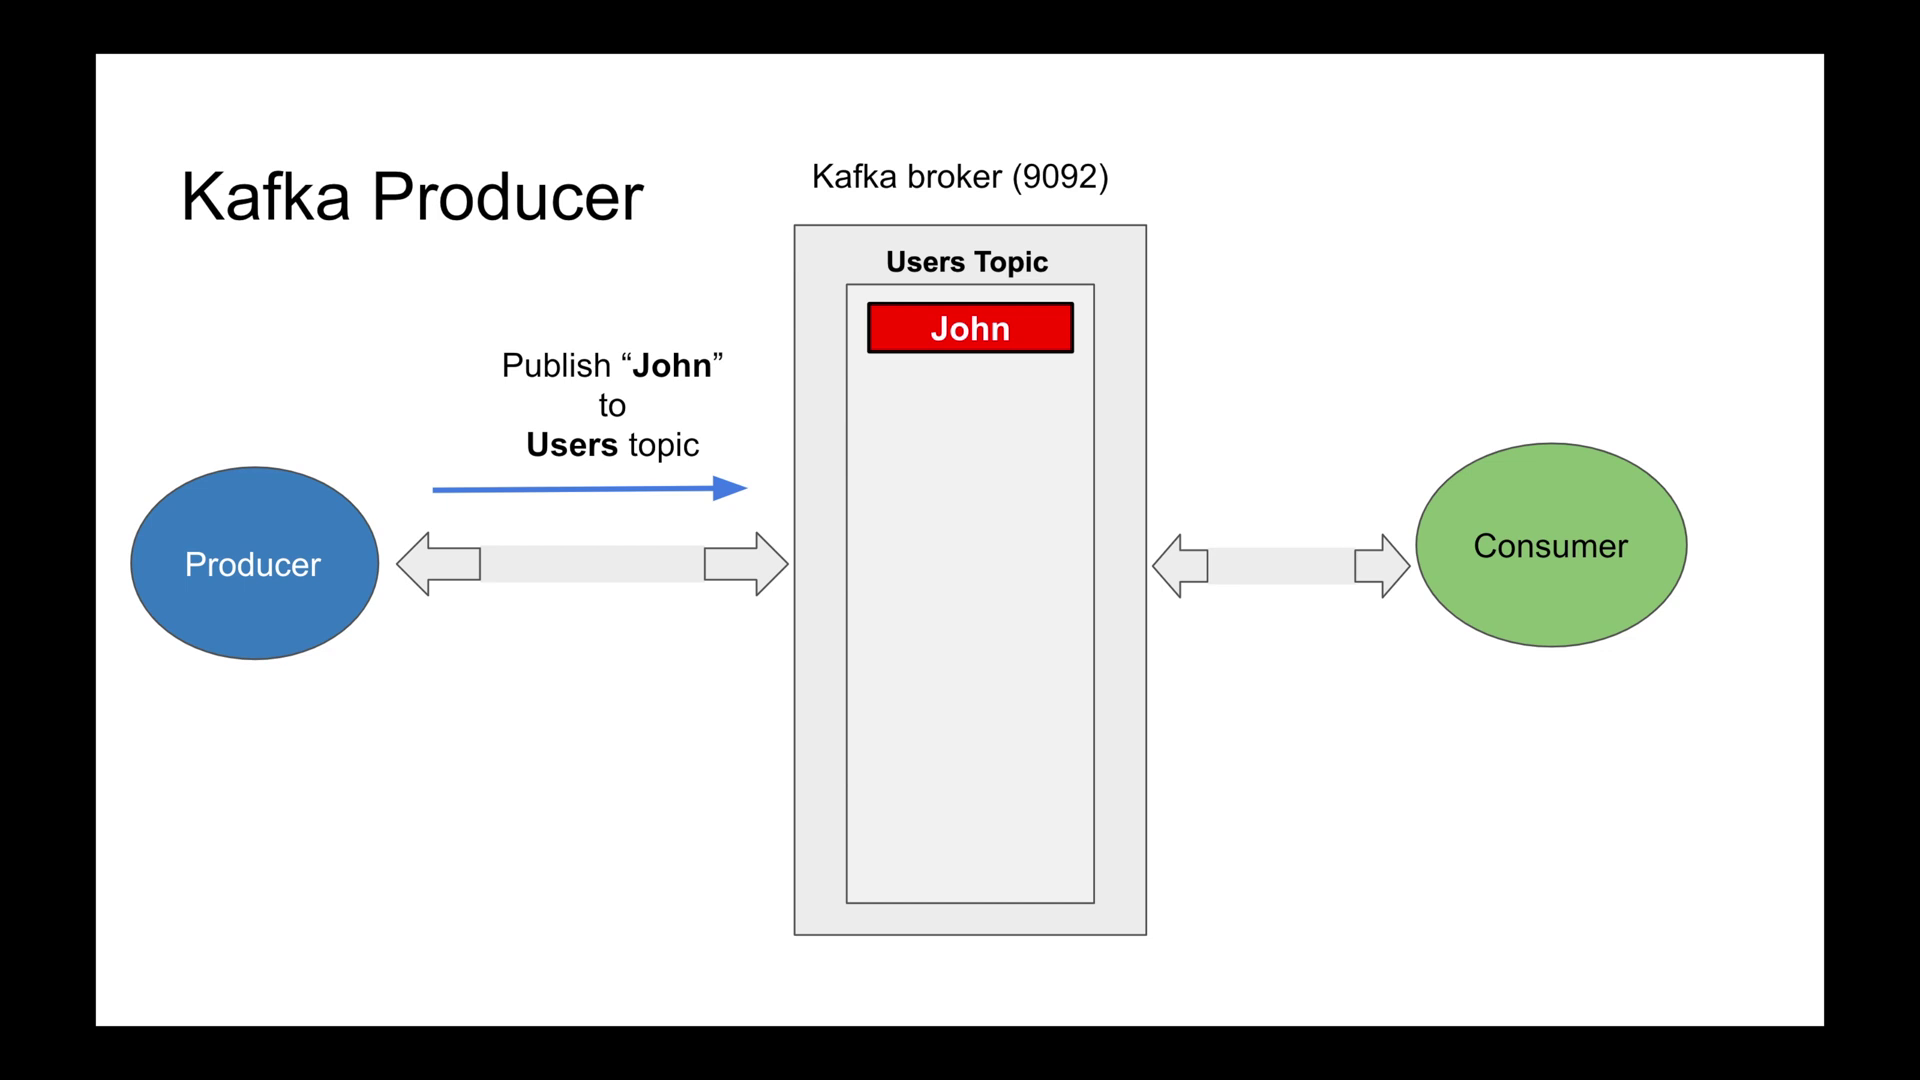 Kafka Producer
Kafka broker (9092)
Users Topic
John
Publish “John”
to
Users topic
Producer
Consumer